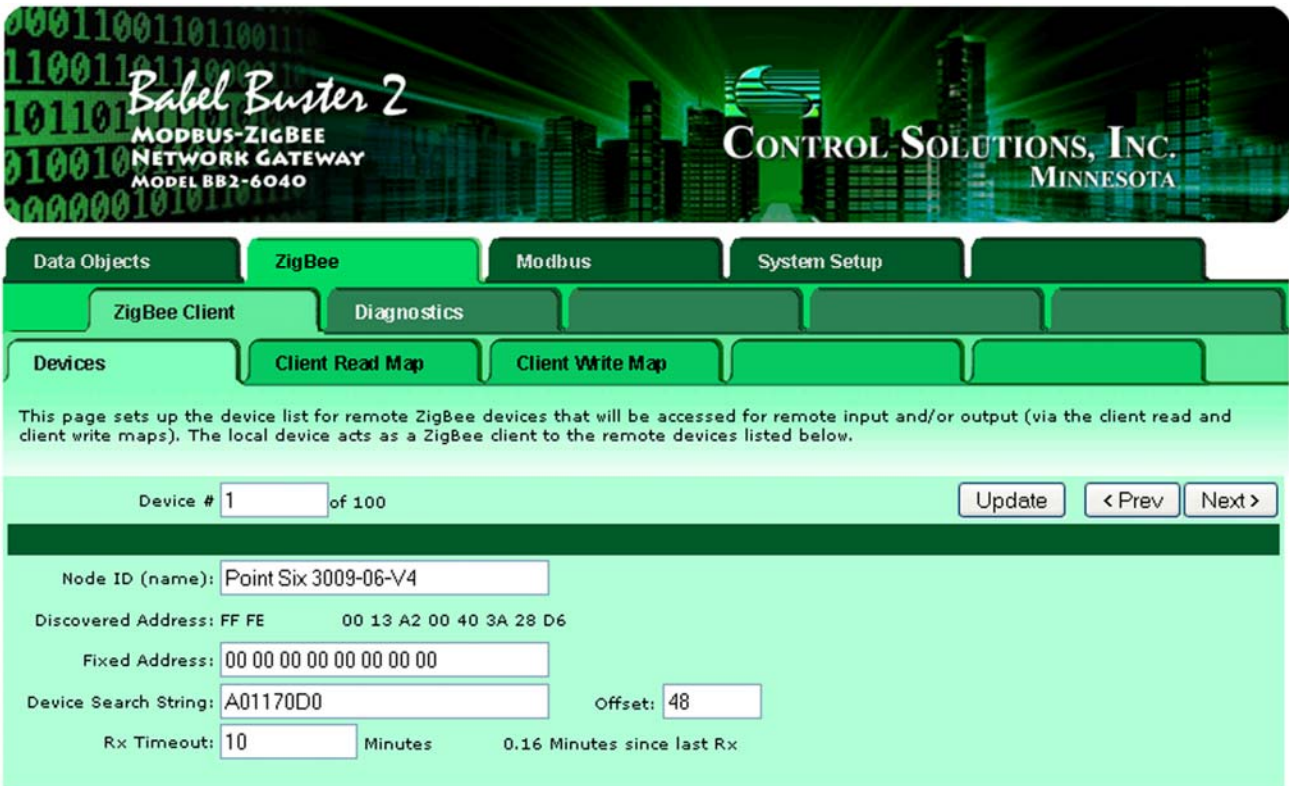 Babel Buster 2
MODBUS-ZIGBEE
NETWORK GATEWAY
MODEL BB2-6040
CONTROL SOLUTIONS, INC.
MINNESOTA
Data Objects ZigBee Modbus System Setup
ZigBee Client Diagnostics
Devices Client Read Map Client Write Map
This page sets up the device list for remote ZigBee devices that will be accessed for remote input and/or output (via the client read and
client write maps). The local device acts as a ZigBee client to the remote devices listed below.
Device # 1 of 100 Update < Prev Next >
Node ID (name): Point Six 3009-06-V4
Discovered Address: FF FE 00 13 A2 00 40 3A 28 D6
Fixed Address: 00 00 00 00 00 00 00 00
Device Search String: A01170D0 Offset: 48
Rx Timeout: 10 Minutes 0.16 Minutes since last Rx